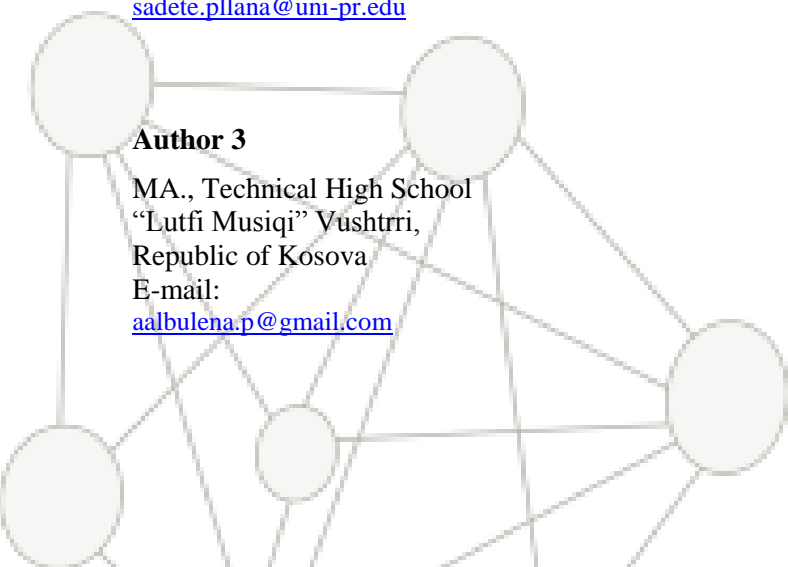 sadete.pllana@uni-pr.edu
Author 3
MA., Technical High School
“Lutfi Musiqi” Vushtrri,
Republic of Kosova
E-mail:
aalbulena.p@gmail.com